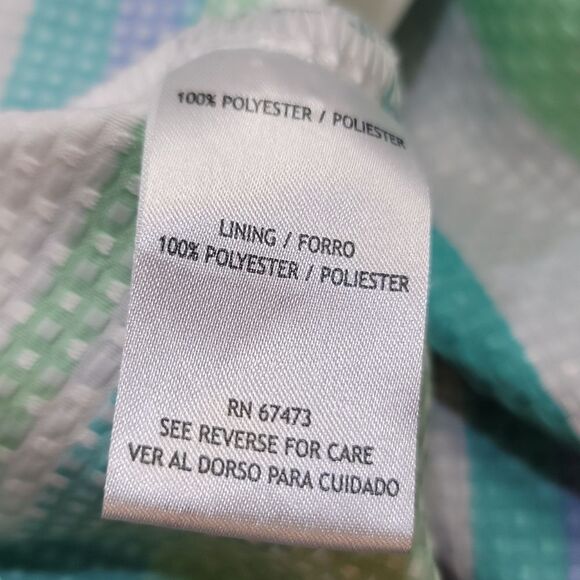 100% POLYESTER / POLIESTER
LINING / FORRO
100% POLYESTER / POLIESTER
RN 67473
SEE REVERSE FOR CARE
VER AL DORSO PARA CUIDADO